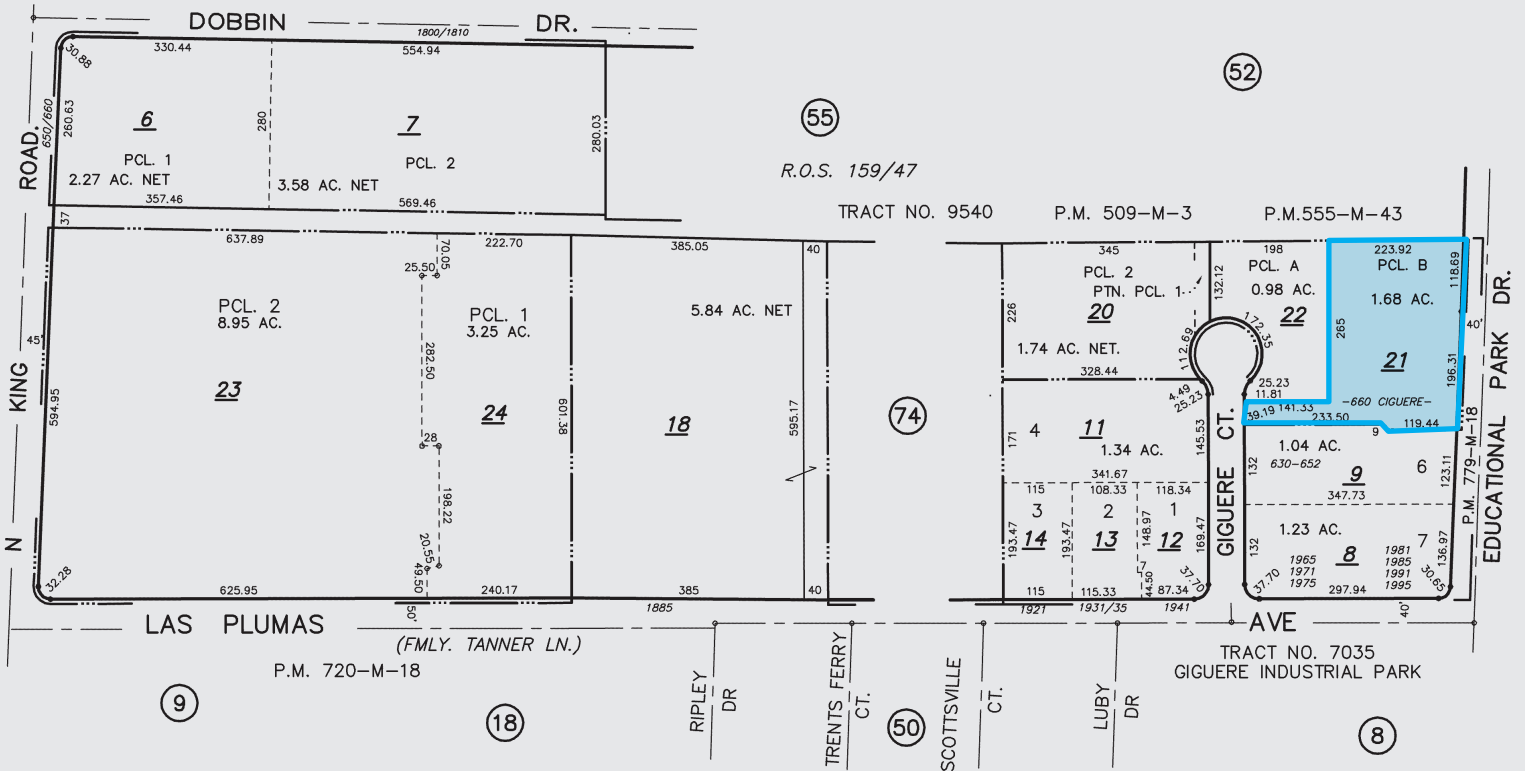 DOBBIN DR.
1800/1810
330.44
554.94
30.88
260.63
650/660
280
280.03
6
7
PCL. 1
PCL. 2
2.27 AC. NET
3.58 AC. NET
357.46
569.46
37
KING ROAD.
N
55
52
R.O.S. 159/47
TRACT NO. 9540
P.M. 509-M-3
P.M.555-M-43
637.89
222.70
385.05
40
70.05
25.50
PCL. 2
8.95 AC.
PCL. 1
3.25 AC.
5.84 AC. NET
45'
282.50
23
24
18
594.95
601.38
595.17
28
198.22
20.55
49.50
32.28
625.95
240.17
385
40
50'
1885
74
345
198
223.92
PCL. 2
PTN. PCL. 1
132.12
PCL. A
0.98 AC.
PCL. B
1.68 AC.
118.69
226
20
22
172.35
265
40'
112.69
1.74 AC. NET.
328.44
21
196.31
4.49
25.23
25.23
11.81
39.19
141.33
-660 CIGUERE-
233.50
119.44
9
171
4
11
1.34 AC.
145.53
341.67
GIGUERE CT.
132
1.04 AC.
630-652
9
6
123.11
347.73
115
108.33
118.34
3
2
1
193.47
14
193.47
13
148.97
12
169.47
7
44.50
37.70
115
115.33
87.34
1921
1931/35
1941
132
1.23 AC.
8
7
1965
1971
1975
1981
1985
1991
1995
136.97
30.65
37.70
297.94
40'
P.M. 779-M-18
EDUCATIONAL PARK DR.
LAS PLUMAS
AVE
(FMLY. TANNER LN.)
P.M. 720-M-18
TRACT NO. 7035
GIGUERE INDUSTRIAL PARK
RIPLEY DR
TRENTS FERRY CT.
SCOTTSVILLE CT.
LUBY DR
9
18
50
8